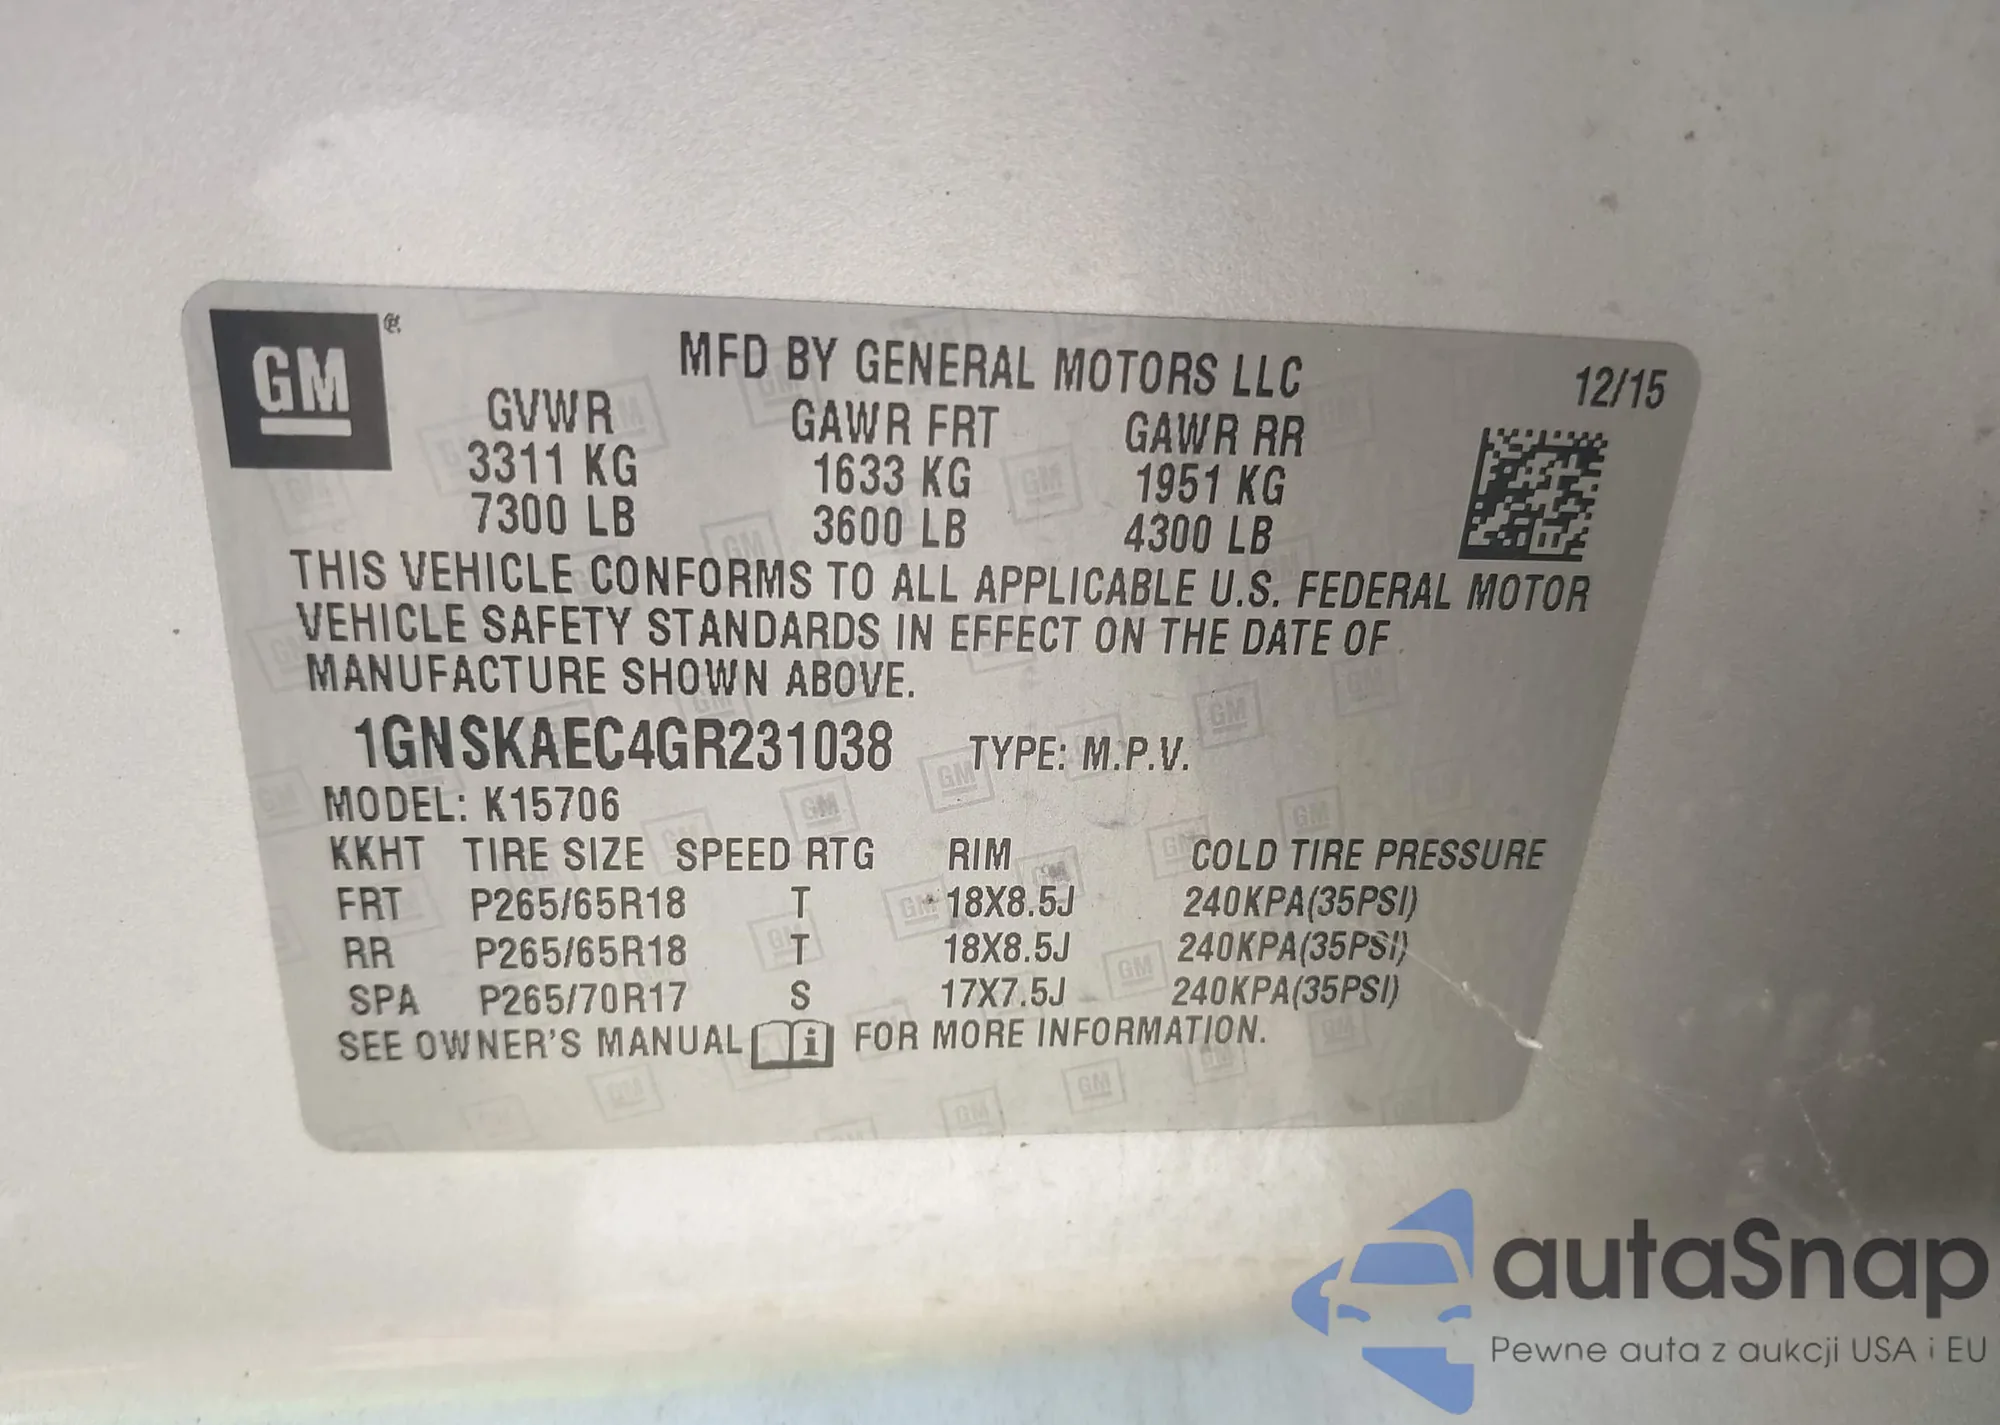 GM
MFD BY GENERAL MOTORS LLC 12/15
GVWR GAWR FRT GAWR RR
3311 KG 1633 KG 1951 KG
7300 LB 3600 LB 4300 LB
THIS VEHICLE CONFORMS TO ALL APPLICABLE U.S. FEDERAL MOTOR
VEHICLE SAFETY STANDARDS IN EFFECT ON THE DATE OF
MANUFACTURE SHOWN ABOVE.
1GNSKAEC4GR231038 TYPE: M.P.V.
MODEL: K15706
KKHT TIRE SIZE SPEED RTG RIM COLD TIRE PRESSURE
FRT P265/65R18 T 18X8.5J 240KPA(35PSI)
RR P265/65R18 T 18X8.5J 240KPA(35PSI)
SPA P265/70R17 S 17X7.5J 240KPA(35PSI)
SEE OWNER'S MANUAL i FOR MORE INFORMATION.
autaSnap
Pewne auta z aukcji USA i EU